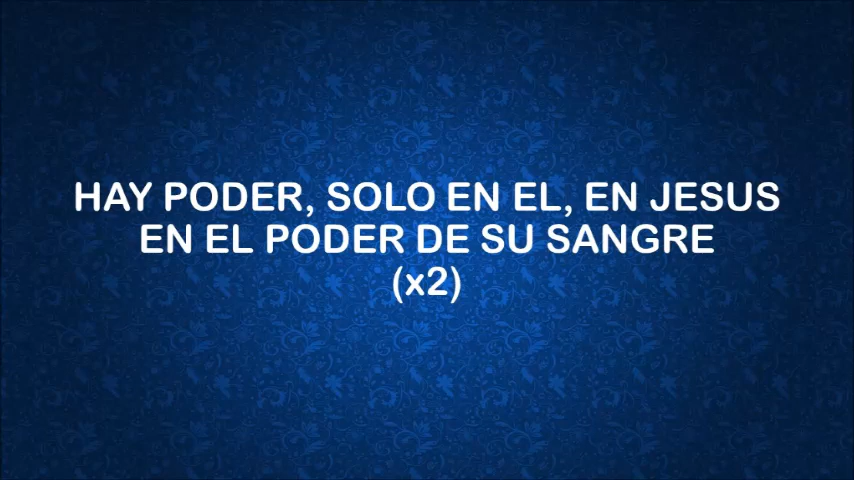 HAY PODER, SOLO EN EL, EN JESUS
EN EL PODER DE SU SANGRE
(x2)